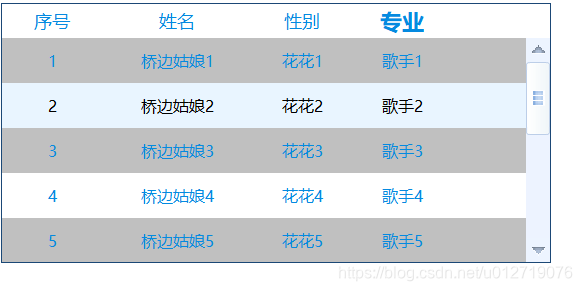 序号 姓名 性别 专业
1 桥边姑娘1 花花1 歌手1
2 桥边姑娘2 花花2 歌手2
3 桥边姑娘3 花花3 歌手3
4 桥边姑娘4 花花4 歌手4
5 桥边姑娘5 花花5 歌手5
https://blog.csdn.net/u012719076